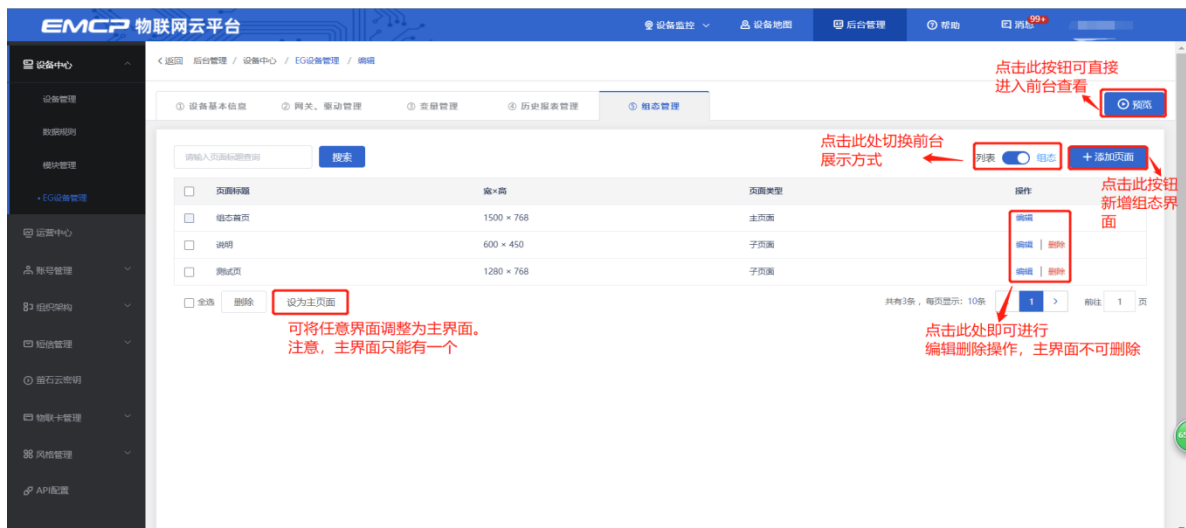 EMCP 物联网云平台
设备监控
设备地图
后台管理
帮助
消息
99+
设备中心
设备管理
数据规则
模块管理
EG设备管理
运营中心
账号管理
组织架构
短信管理
萤石云密钥
物联卡管理
风格管理
API配置
<返回 后台管理 / 设备中心 / EG设备管理 / 编辑
点击此按钮可直接
进入前台查看
① 设备基本信息
② 网关、驱动管理
③ 变量管理
④ 历史报表管理
⑤ 组态管理
预览
请输入页面标题查询
搜索
点击此处切换前台
展示方式
列表
组态
+ 添加页面
点击此按钮
新增组态界
面
页面标题 宽×高 页面类型 操作
组态首页 1500 × 768 主页面 编辑
说明 600 × 450 子页面 编辑 | 删除
测试页 1280 × 768 子页面 编辑 | 删除
全选 删除 设为主页面
共有3条，每页显示：10条 1 > 前往 1 页
可将任意界面调整为主界面。
注意，主界面只能有一个
点击此处即可进行
编辑删除操作，主界面不可删除